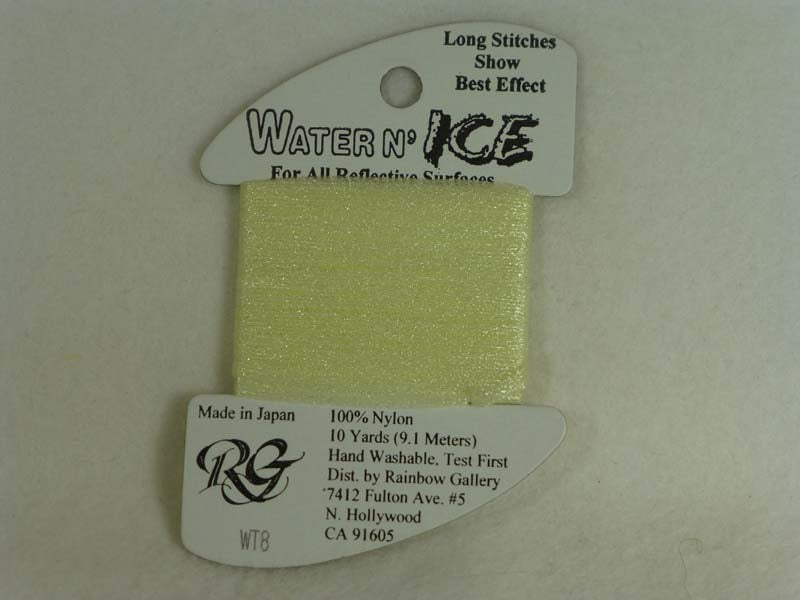 Long Stitches
Show
Best Effect
WATER N' ICE
For All Reflective Surfaces
Made in Japan
RG
WT8
100% Nylon
10 Yards (9.1 Meters)
Hand Washable, Test First
Dist. by Rainbow Gallery
7412 Fulton Ave. #5
N. Hollywood
CA 91605